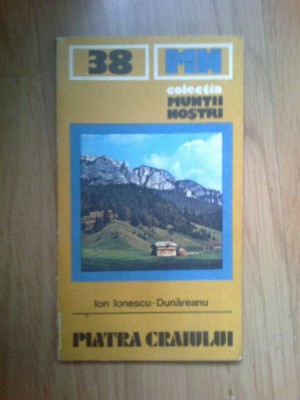 38 MN
colecția
MUNȚII
NOȘTRI
Ion Ionescu-Dunăreanu
PIATRA CRAIULUI